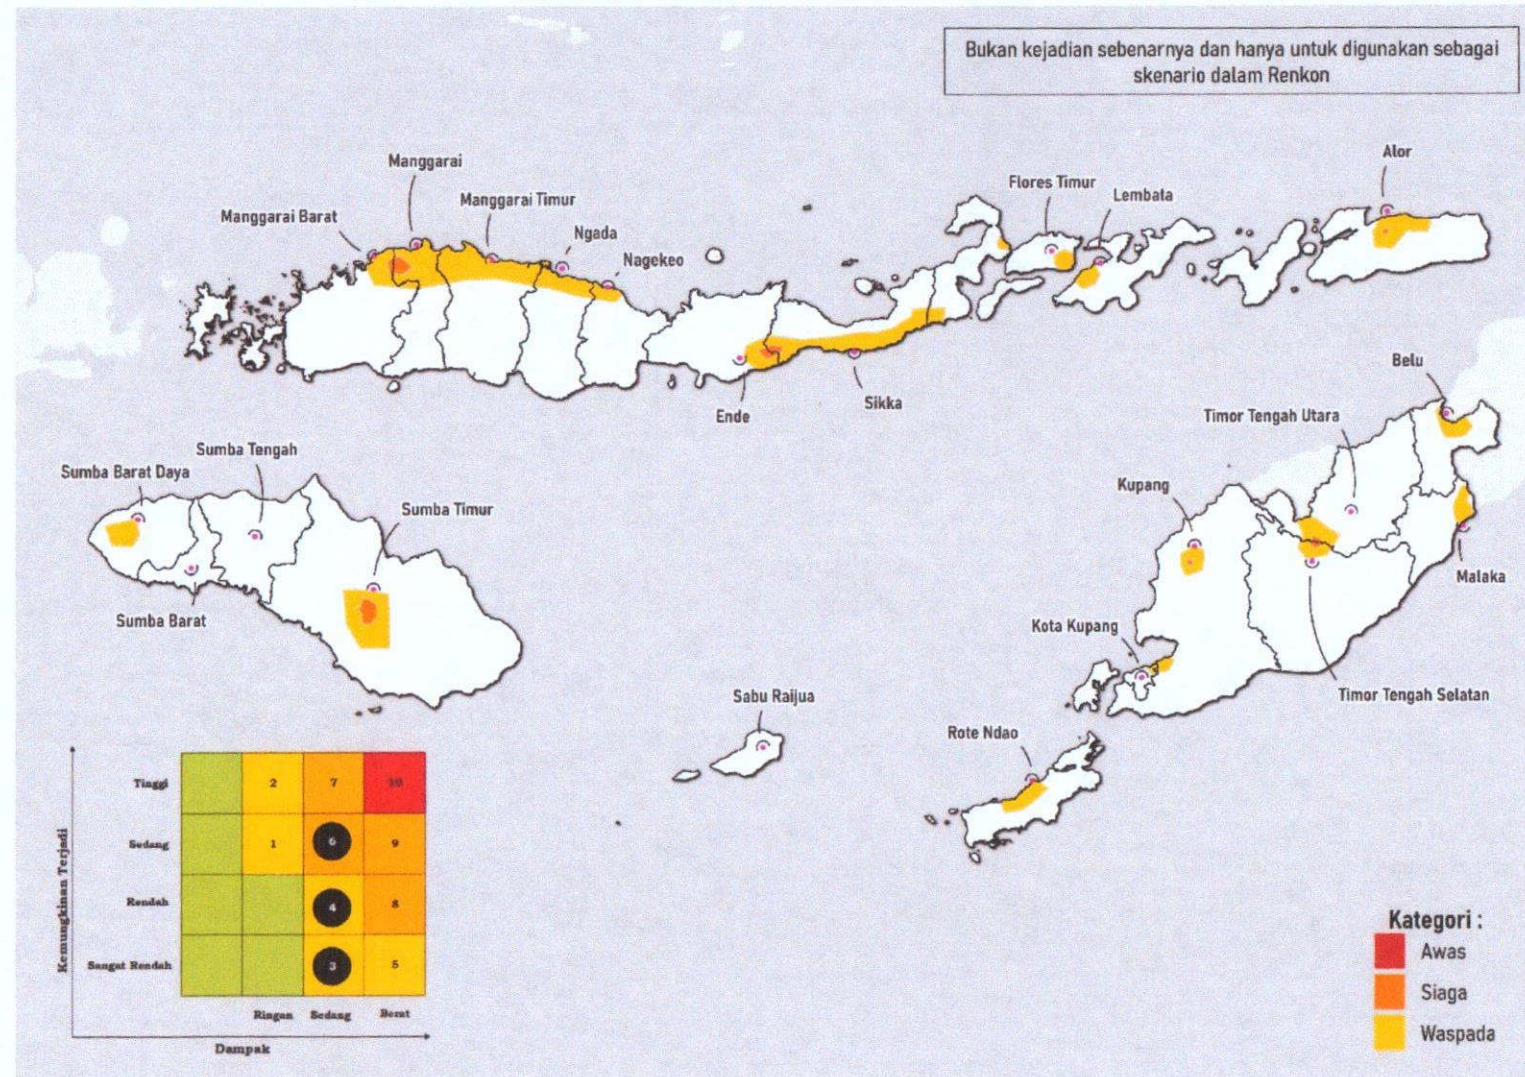 Bukan kejadian sebenarnya dan hanya untuk digunakan sebagai
skenario dalam Renkon
Manggarai
Manggarai Barat
Manggarai Timur
Ngada
Nagekeo
Flores Timur
Lembata
Alor
Ende
Sikka
Belu
Timor Tengah Utara
Kupang
Malaka
Kota Kupang
Timor Tengah Selatan
Sumba Tengah
Sumba Barat Daya
Sumba Timur
Sumba Barat
Sabu Raijua
Rote Ndao
Kemungkinan Terjadi
Tinggi 2 7 10
Sedang 1 6 9
Rendah 4 8
Sangat Rendah 3 5
Ringan Sedang Berat
Dampak
Kategori :
Awas
Siaga
Waspada